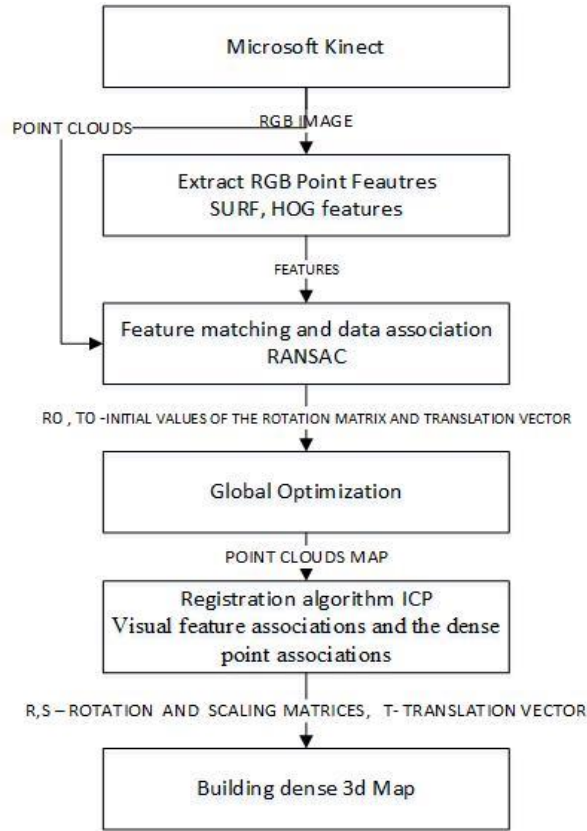 Microsoft Kinect
POINT CLOUDS
RGB IMAGE
Extract RGB Point Feautres
SURF, HOG features
FEATURES
Feature matching and data association
RANSAC
R0 , T0 -INITIAL VALUES OF THE ROTATION MATRIX AND TRANSLATION VECTOR
Global Optimization
POINT CLOUDS MAP
Registration algorithm ICP
Visual feature associations and the dense
point associations
R,S – ROTATION AND SCALING MATRICES, T- TRANSLATION VECTOR
Building dense 3d Map